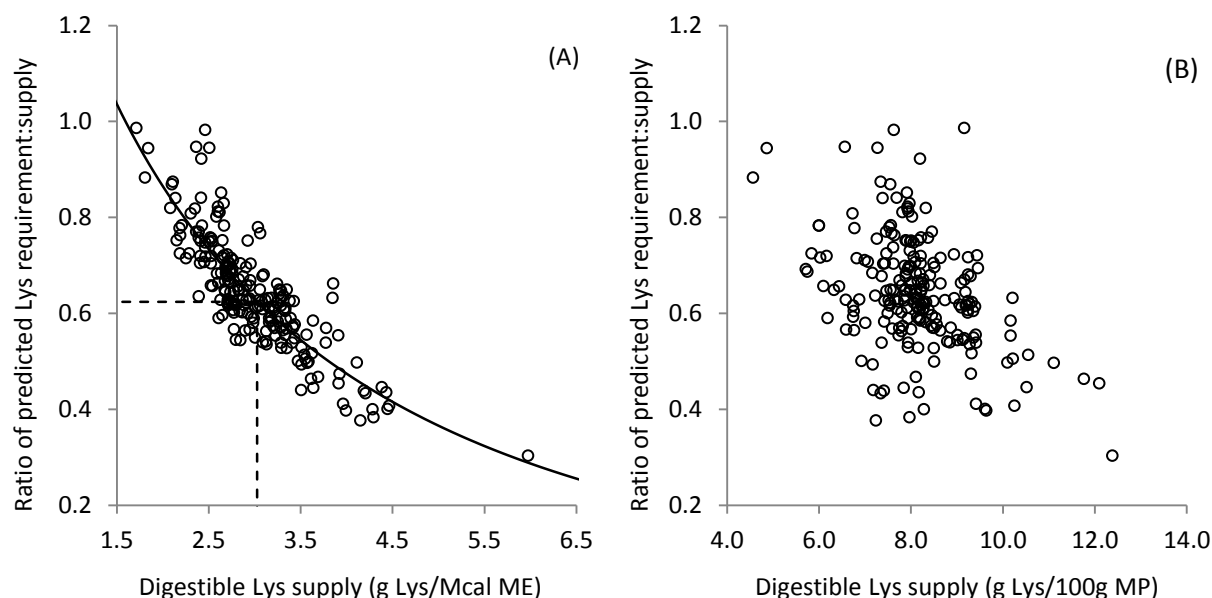 Ratio of predicted Lys requirement:supply
1.2
1.0
0.8
0.6
0.4
0.2
(A)
1.5 2.5 3.5 4.5 5.5 6.5
Digestible Lys supply (g Lys/Mcal ME)
Ratio of predicted Lys requirement:supply
1.2
1.0
0.8
0.6
0.4
0.2
(B)
4.0 6.0 8.0 10.0 12.0 14.0
Digestible Lys supply (g Lys/100g MP)